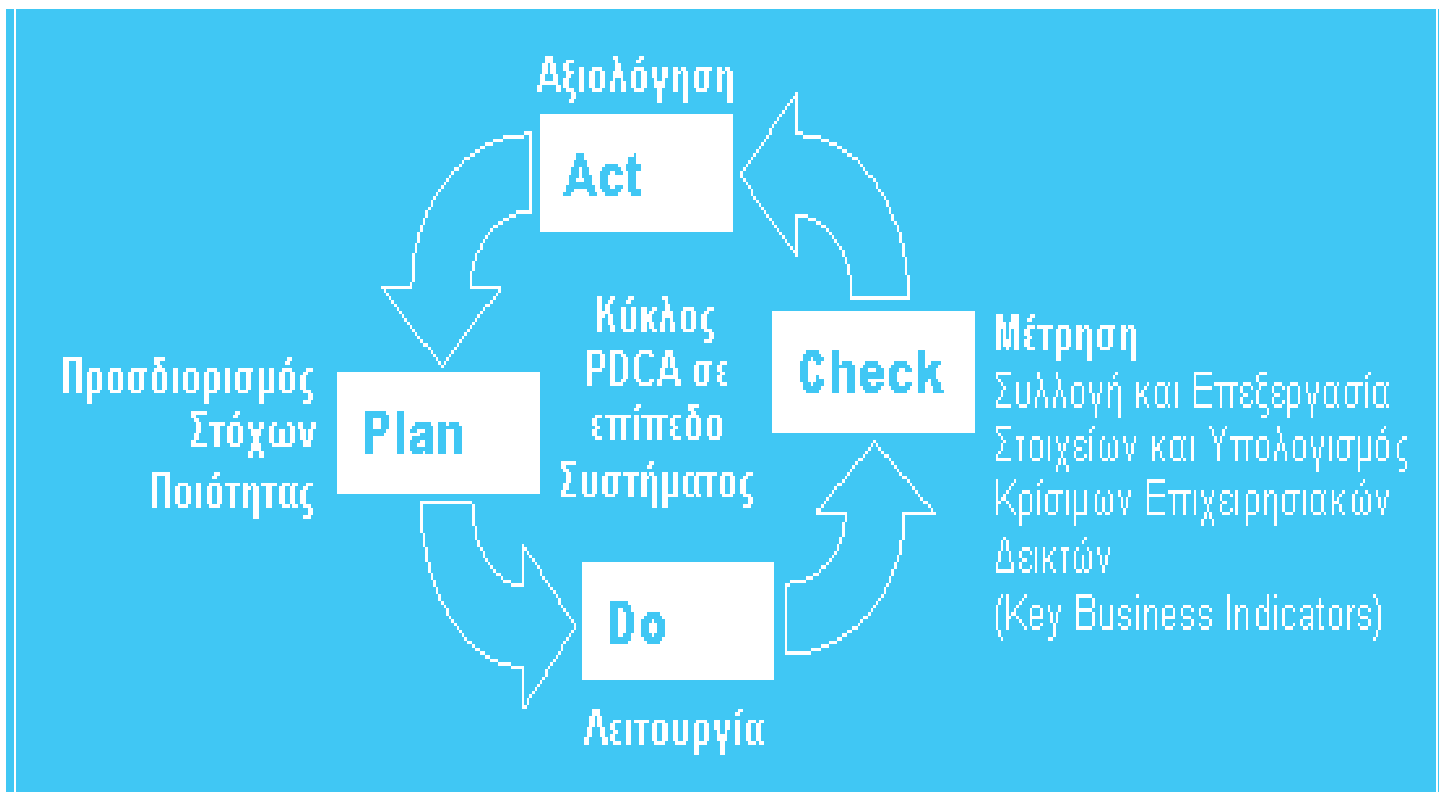 Αξιολόγηση
Act
Κύκλος
PDCA σε
επίπεδο
Συστήματος
Check
Μέτρηση
Συλλογή και Επεξεργασία
Στοιχείων και Υπολογισμός
Κρίσιμων Επιχειρησιακών
Δεικτών
(Key Business Indicators)
Προσδιορισμός
Στόχων
Ποιότητας
Plan
Do
Λειτουργία